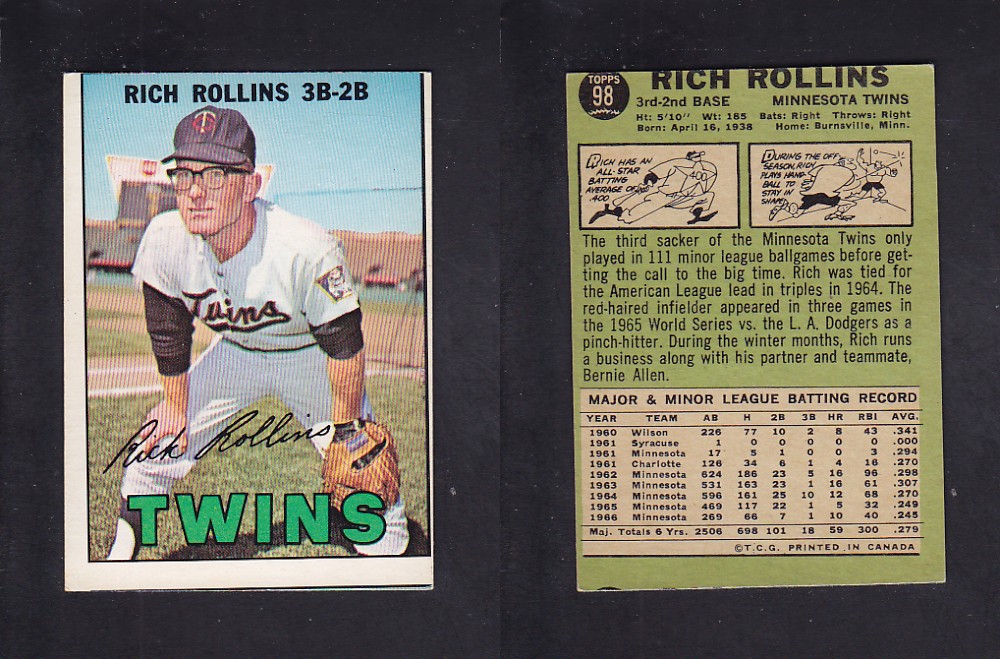 RICH ROLLINS 3B-2B
Twins
Rich Rollins
TWINS
TOPPS
98
RICH ROLLINS
3rd-2nd BASE MINNESOTA TWINS
Ht: 5'10" Wt: 185 Bats: Right Throws: Right
Born: April 16, 1938 Home: Burnsville, Minn.
RICH HAS AN
ALL-STAR
BATTING
AVERAGE OF
.400
400
DURING THE OFF
SEASON, RICH
PLAYS HAND-
BALL TO
STAY IN
SHAPE
The third sacker of the Minnesota Twins only
played in 111 minor league ballgames before get-
ting the call to the big time. Rich was tied for
the American League lead in triples in 1964. The
red-haired infielder appeared in three games in
the 1965 World Series vs. the L. A. Dodgers as a
pinch-hitter. During the winter months, Rich runs
a business along with his partner and teammate,
Bernie Allen.
MAJOR & MINOR LEAGUE BATTING RECORD
YEAR TEAM AB H 2B 3B HR RBI AVG.
1960 Wilson 226 77 10 2 8 43 .341
1961 Syracuse 1 0 0 0 0 0 .000
1961 Minnesota 17 5 1 0 0 3 .294
1961 Charlotte 126 34 6 1 4 16 .270
1962 Minnesota 624 186 23 5 16 96 .298
1963 Minnesota 531 163 23 1 16 61 .307
1964 Minnesota 596 161 25 10 12 68 .270
1965 Minnesota 469 117 22 1 5 32 .249
1966 Minnesota 269 66 7 1 10 40 .245
Maj. Totals 6 Yrs. 2506 698 101 18 59 300 .279
©T.C.G. PRINTED IN CANADA